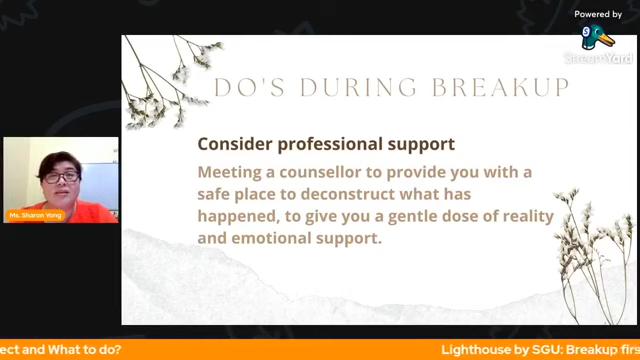 Powered by
StreamYard
DO'S DURING BREAKUP
Consider professional support
Meeting a counsellor to provide you with a
safe place to deconstruct what has
happened, to give you a gentle dose of reality
and emotional support.
Ms. Sharon Yong
ect and What to do?
Lighthouse by SGU: Breakup firs